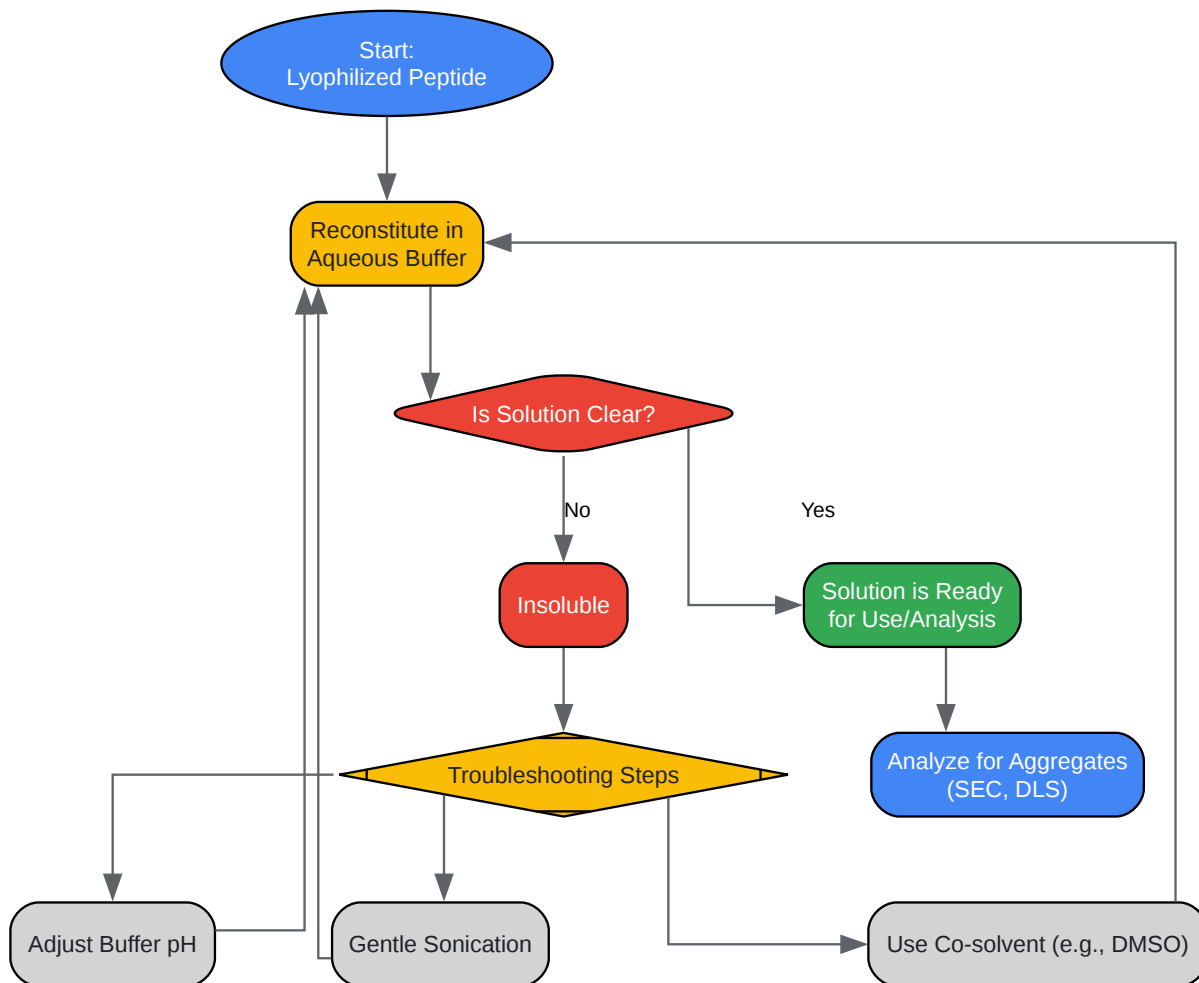 Start:
Lyophilized Peptide
Reconstitute in
Aqueous Buffer
Is Solution Clear?
No
Yes
Insoluble
Solution is Ready
for Use/Analysis
Troubleshooting Steps
Analyze for Aggregates
(SEC, DLS)
Adjust Buffer pH
Gentle Sonication
Use Co-solvent (e.g., DMSO)